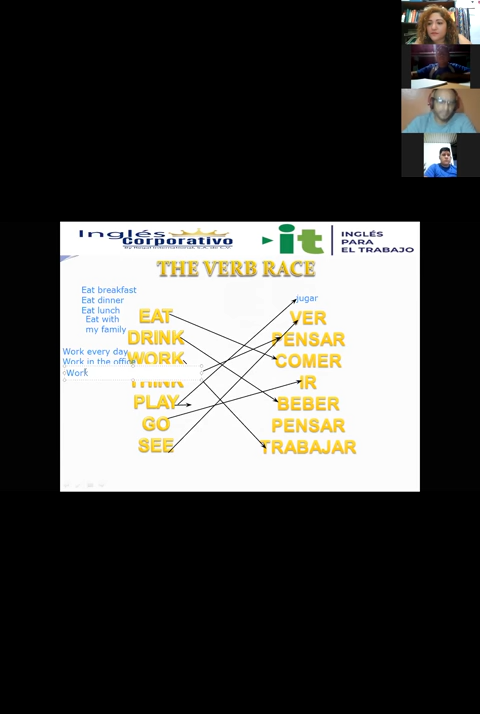 Inglés
Corporativo
it
INGLÉS
PARA
EL TRABAJO
THE VERB RACE
Eat breakfast
Eat dinner
Eat lunch
Eat with
my family
Work every day
Work in the office
Work
EAT
DRINK
WORK
THINK
PLAY
GO
SEE
jugar
VER
PENSAR
COMER
IR
BEBER
PENSAR
TRABAJAR